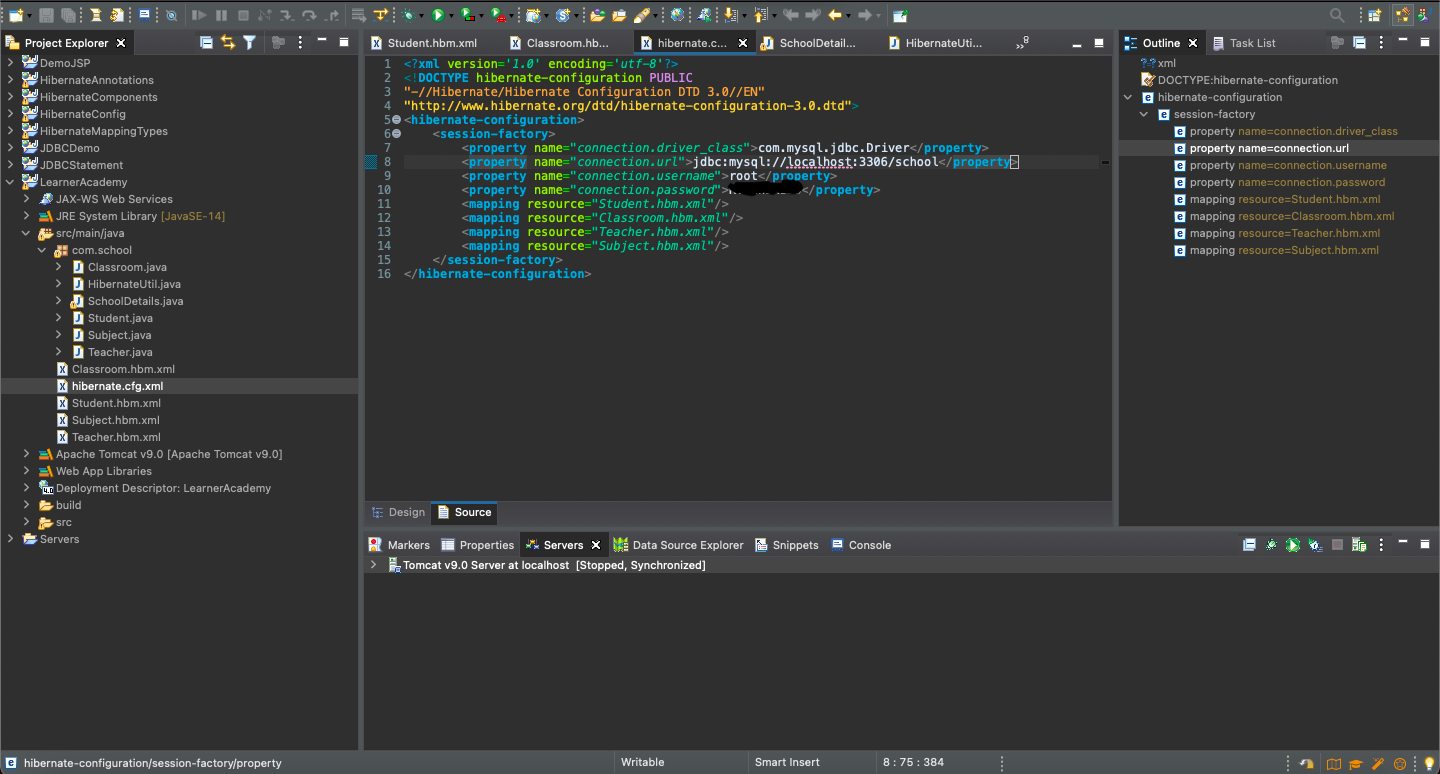 Project Explorer
DemoJSP
HibernateAnnotations
HibernateComponents
HibernateConfig
HibernateMappingTypes
JDBCDemo
JDBCStatement
LearnerAcademy
JAX-WS Web Services
JRE System Library [JavaSE-14]
src/main/java
com.school
Classroom.java
HibernateUtil.java
SchoolDetails.java
Student.java
Subject.java
Teacher.java
Classroom.hbm.xml
hibernate.cfg.xml
Student.hbm.xml
Subject.hbm.xml
Teacher.hbm.xml
Apache Tomcat v9.0 [Apache Tomcat v9.0]
Web App Libraries
Deployment Descriptor: LearnerAcademy
build
src
Servers
Student.hbm.xml Classroom.hb... hibernate.c... SchoolDetail... HibernateUti... »8
1 <?xml version='1.0' encoding='utf-8'?>
2 <!DOCTYPE hibernate-configuration PUBLIC
3 "-//Hibernate/Hibernate Configuration DTD 3.0//EN"
4 "http://www.hibernate.org/dtd/hibernate-configuration-3.0.dtd">
5 <hibernate-configuration>
6 <session-factory>
7 <property name="connection.driver_class">com.mysql.jdbc.Driver</property>
8 <property name="connection.url">jdbc:mysql://localhost:3306/school</property>
9 <property name="connection.username">root</property>
10 <property name="connection.password"></property>
11 <mapping resource="Student.hbm.xml"/>
12 <mapping resource="Classroom.hbm.xml"/>
13 <mapping resource="Teacher.hbm.xml"/>
14 <mapping resource="Subject.hbm.xml"/>
15 </session-factory>
16 </hibernate-configuration>
Design Source
Outline Task List
?-? xml
DOCTYPE:hibernate-configuration
hibernate-configuration
session-factory
property name=connection.driver_class
property name=connection.url
property name=connection.username
property name=connection.password
mapping resource=Student.hbm.xml
mapping resource=Classroom.hbm.xml
mapping resource=Teacher.hbm.xml
mapping resource=Subject.hbm.xml
Markers Properties Servers Data Source Explorer Snippets Console
Tomcat v9.0 Server at localhost [Stopped, Synchronized]
hibernate-configuration/session-factory/property Writable Smart Insert 8 : 75 : 384